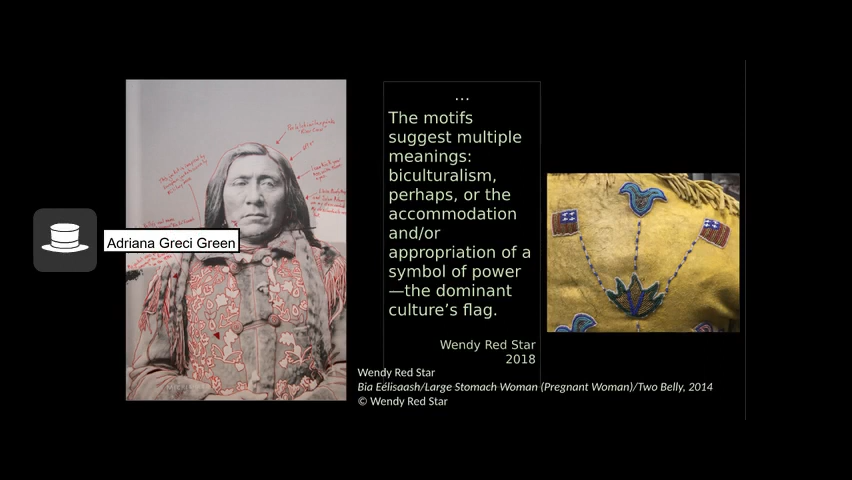 Adriana Greci Green
...
The motifs
suggest multiple
meanings:
biculturalism,
perhaps, or the
accommodation
and/or
appropriation of a
symbol of power
—the dominant
culture’s flag.
Wendy Red Star
2018
Wendy Red Star
Bia Eélisaash/Large Stomach Woman (Pregnant Woman)/Two Belly, 2014
© Wendy Red Star